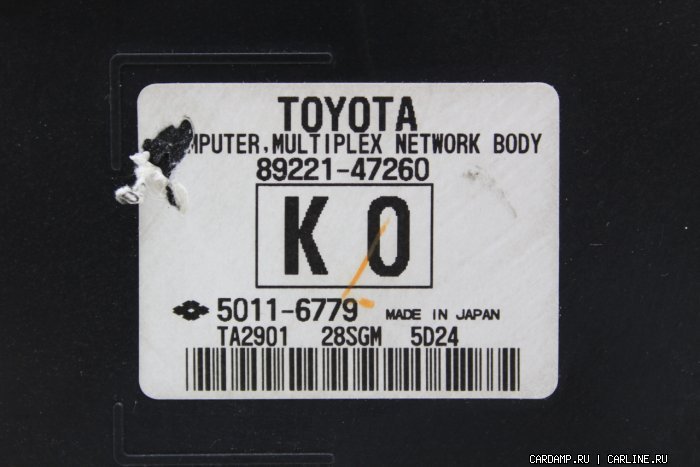 TOYOTA
MPUTER,MULTIPLEX NETWORK BODY
89221-47260
K 0
5011-6779 MADE IN JAPAN
TA2901 28SGM 5D24
CARDAMP.RU | CARLINE.RU